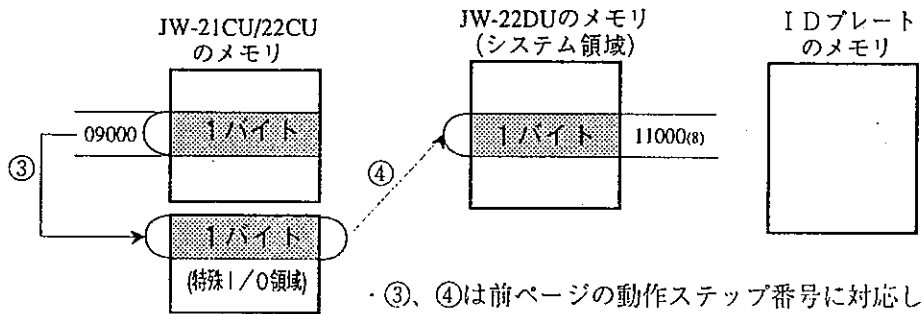 JW-21CU/22CU
のメモリ
JW-22DUのメモリ
(システム領域)
IDプレート
のメモリ
09000
1バイト
1バイト
11000(8)
③
④
1バイト
(特殊I/O領域)
・③、④は前ページの動作ステップ番号に対応し